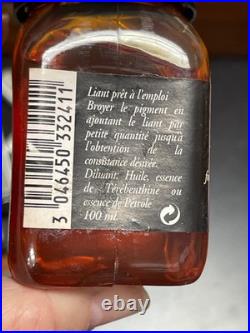 Liant prêt à l'emploi
Broyer le pigment en
ajoutant le liant par
petite quantité jusqu'à
l'obtention de la
consistance désirée.
Diluant: Huile, essence
de Térébenthine ou
essence de Pétrole
100 ml
3 046450 332411